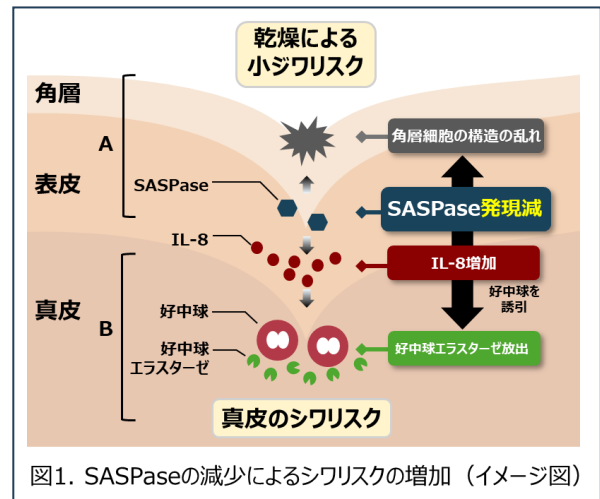 乾燥による
小ジワリスク
角層
A
角層細胞の構造の乱れ
表皮
SASPase
SASPase発現減
IL-8
IL-8増加
真皮
B
好中球
好中球を
誘引
好中球
エラスターゼ
好中球エラスターゼ放出
真皮のシワリスク
図1. SASPaseの減少によるシワリスクの増加（イメージ図）